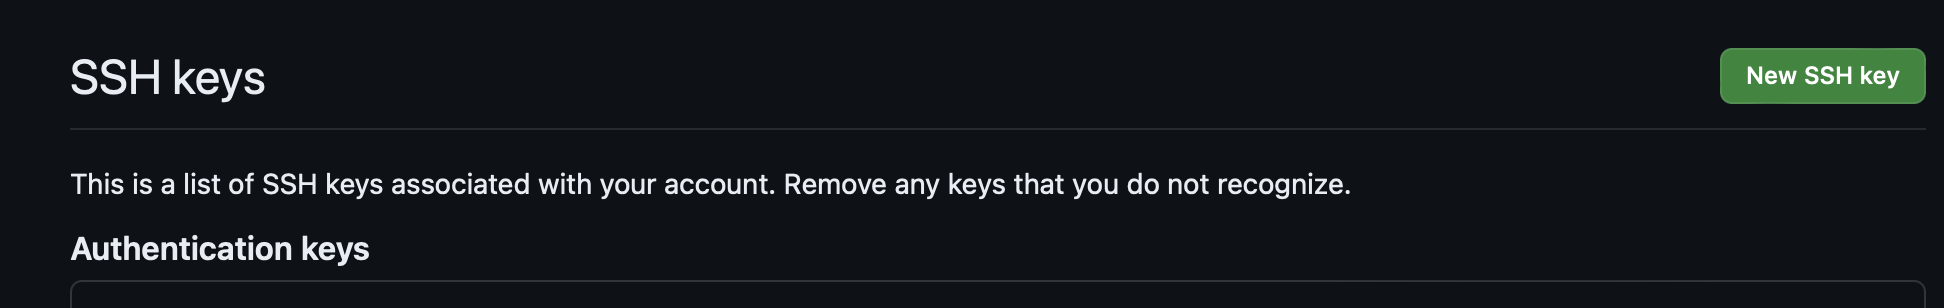 SSH keys
New SSH key
This is a list of SSH keys associated with your account. Remove any keys that you do not recognize.
Authentication keys